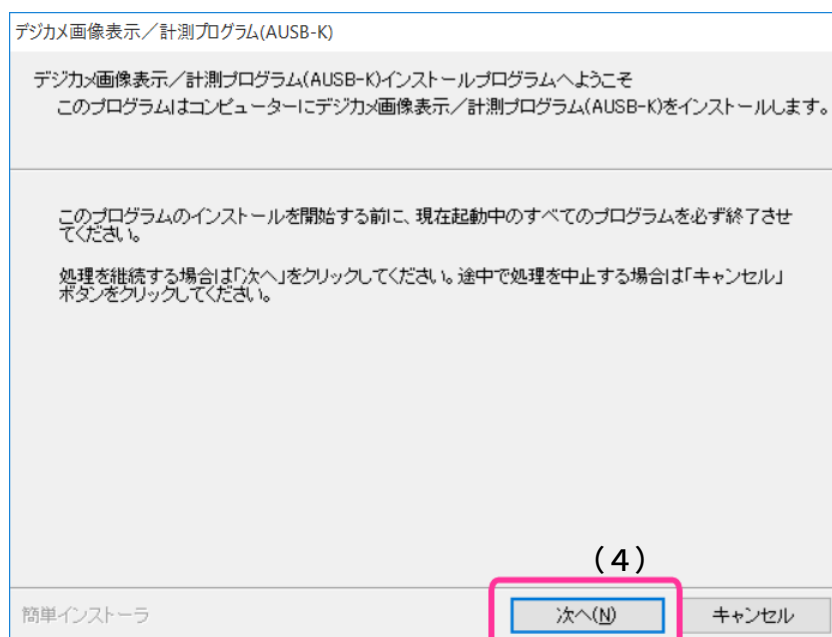 デジカメ画像表示／計測プログラム(AUSB-K)
デジカメ画像表示／計測プログラム(AUSB-K)インストールプログラムへようこそ
このプログラムはコンピューターにデジカメ画像表示／計測プログラム(AUSB-K)をインストールします。
このプログラムのインストールを開始する前に、現在起動中のすべてのプログラムを必ず終了させ
てください。
処理を継続する場合は「次へ」をクリックしてください。途中で処理を中止する場合は「キャンセル」
ボタンをクリックしてください。
(4)
簡単インストーラ
次へ(N)
キャンセル